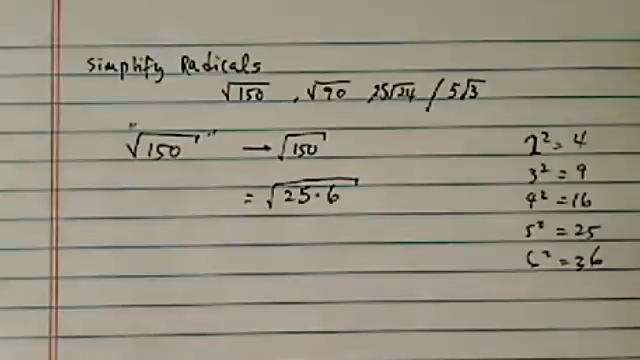 Simplify Radicals
√150 , √90 , 25√24 / 5√3
"√150" → √150
= √25·6
2² = 4
3² = 9
4² = 16
5² = 25
6² = 36